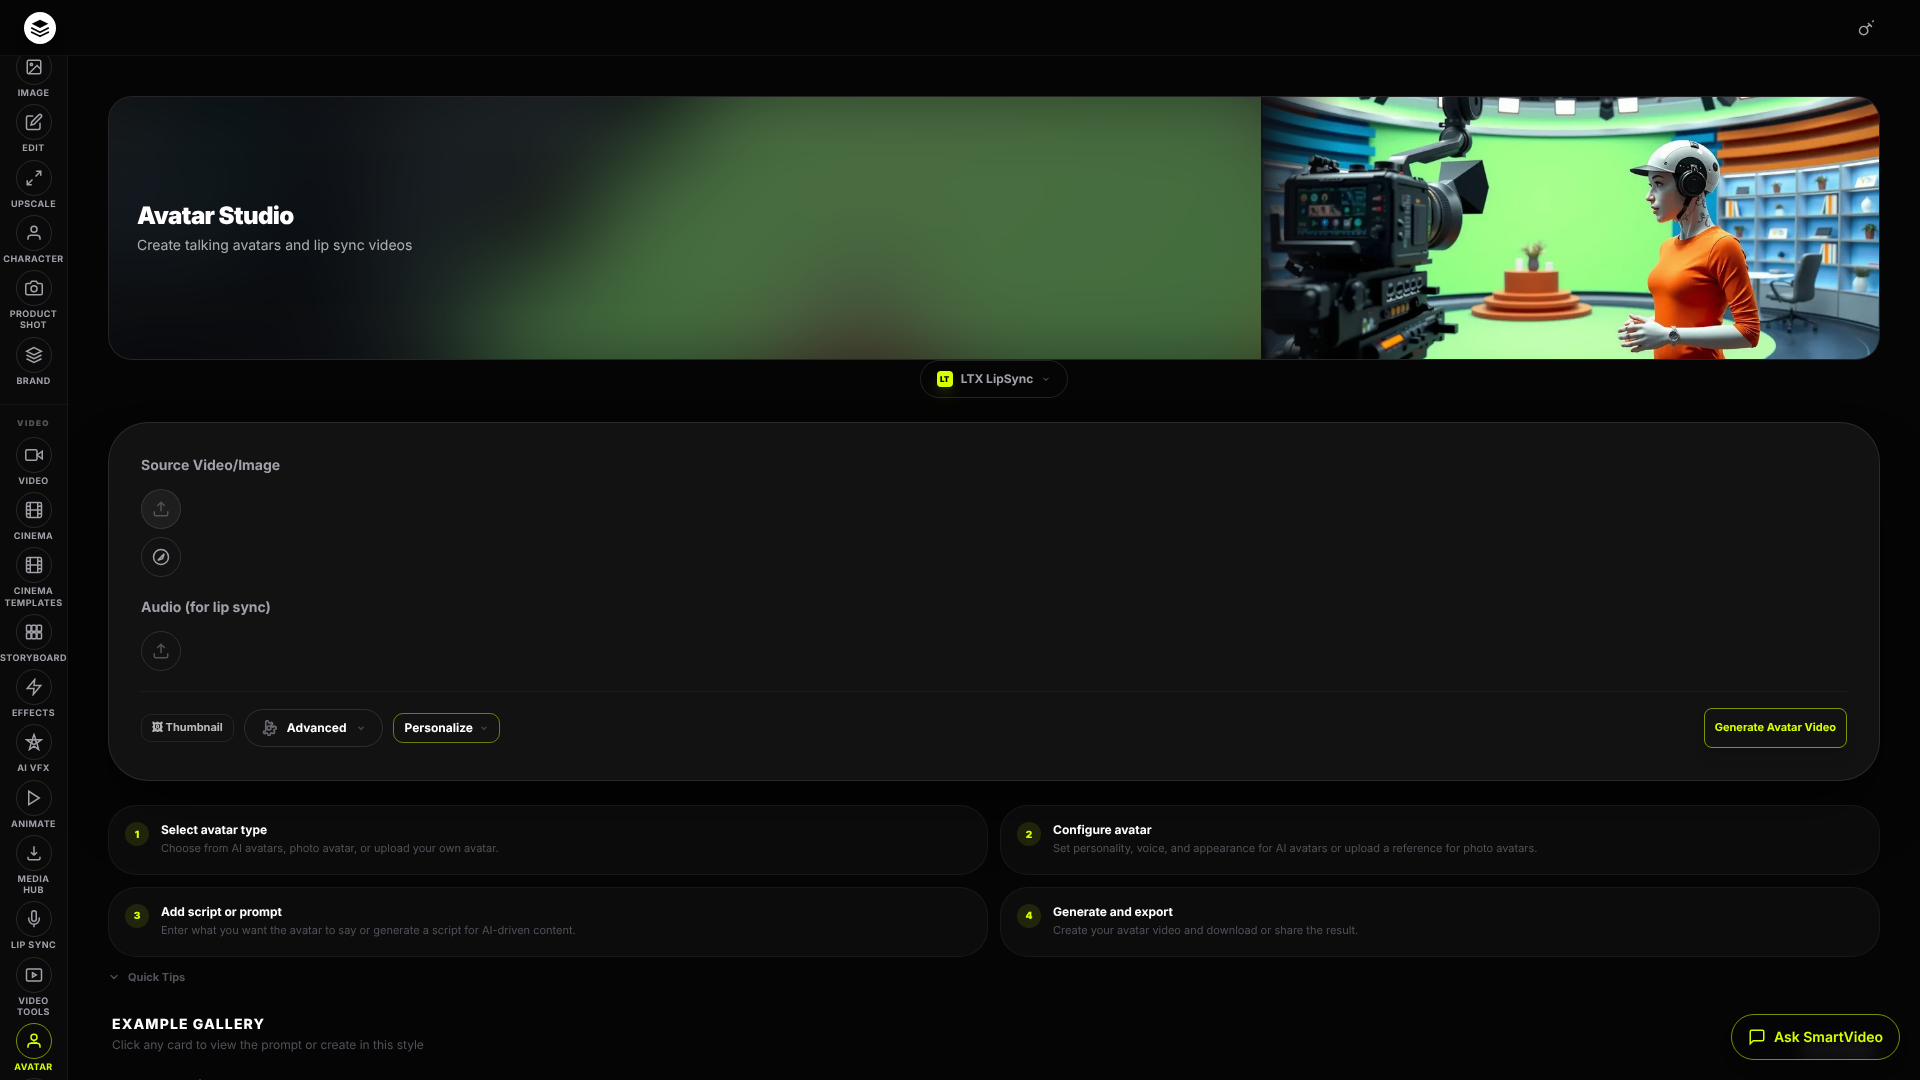 IMAGE
EDIT
UPSCALE
CHARACTER
PRODUCT
SHOT
BRAND
VIDEO
VIDEO
CINEMA
CINEMA
TEMPLATES
STORYBOARD
EFFECTS
AI VFX
ANIMATE
MEDIA
HUB
LIP SYNC
VIDEO
TOOLS
AVATAR
Avatar Studio
Create talking avatars and lip sync videos
LT LTX LipSync
Source Video/Image
Audio (for lip sync)
Thumbnail
Advanced
Personalize
Generate Avatar Video
1
Select avatar type
Choose from AI avatars, photo avatar, or upload your own avatar.
2
Configure avatar
Set personality, voice, and appearance for AI avatars or upload a reference for photo avatars.
3
Add script or prompt
Enter what you want the avatar to say or generate a script for AI-driven content.
4
Generate and export
Create your avatar video and download or share the result.
Quick Tips
EXAMPLE GALLERY
Click any card to view the prompt or create in this style
Ask SmartVideo